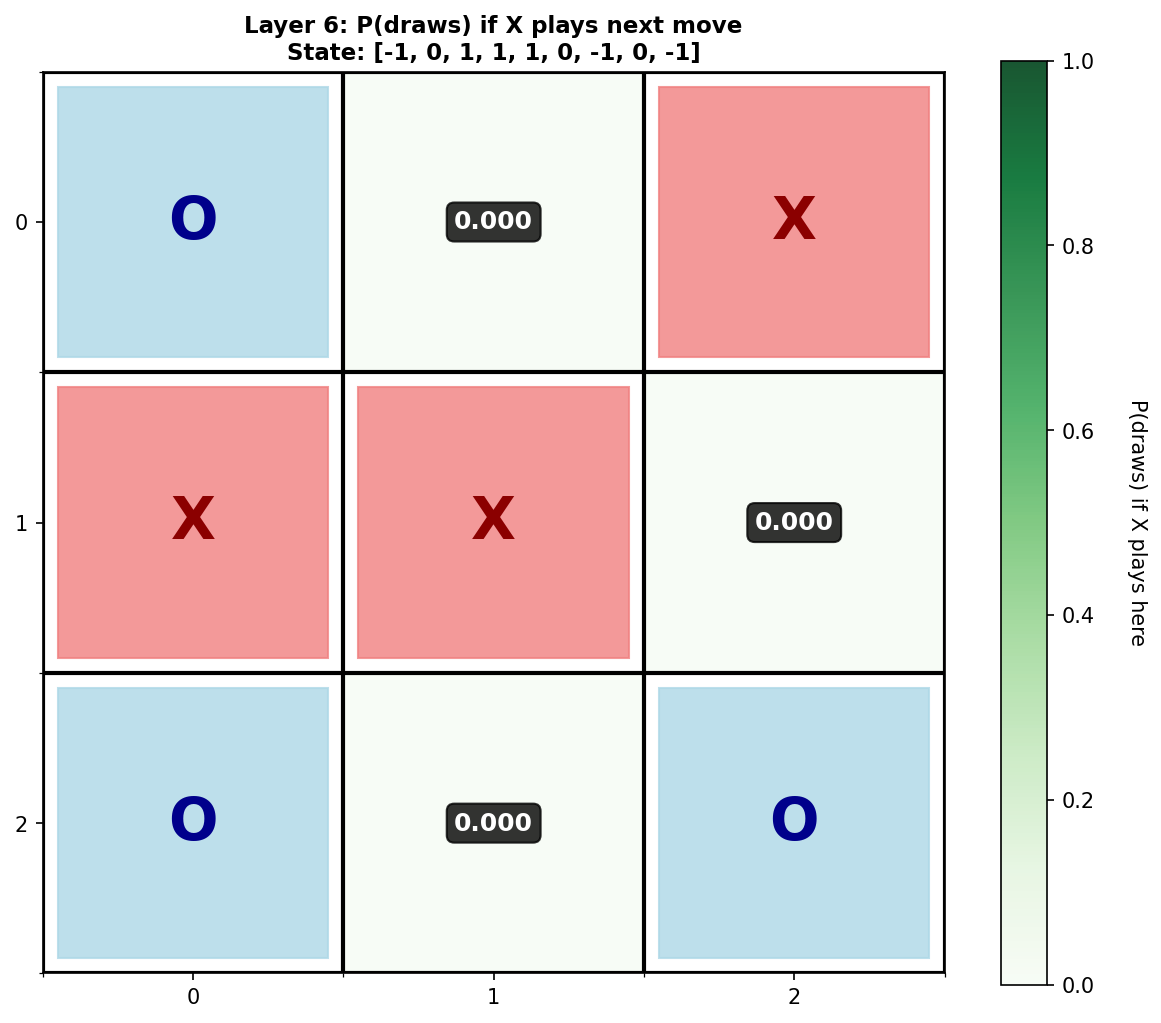 Layer 6: P(draws) if X plays next move
State: [-1, 0, 1, 1, 1, 0, -1, 0, -1]
O
0.000
X
X
X
0.000
O
0.000
O
0
1
2
0
1
2
1.0
0.8
0.6
0.4
0.2
0.0
P(draws) if X plays here